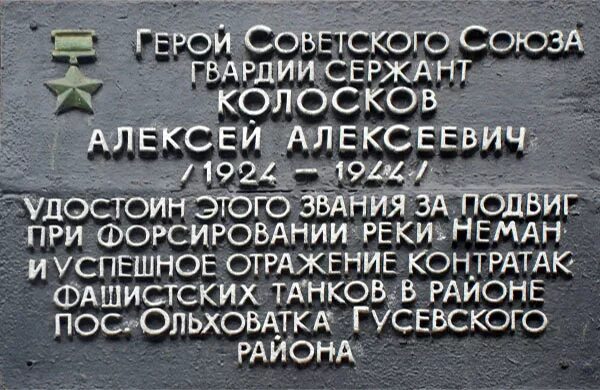 Герой Советского Союза
гвардии сержант
КОЛОСКОВ
АЛЕКСЕЙ АЛЕКСЕЕВИЧ
/1924 – 1944/
УДОСТОИН ЭТОГО ЗВАНИЯ ЗА ПОДВИГ
ПРИ ФОРСИРОВАНИИ РЕКИ НЕМАН
И УСПЕШНОЕ ОТРАЖЕНИЕ КОНТРАТАК
ФАШИСТСКИХ ТАНКОВ В РАЙОНЕ
ПОС. ОЛЬХОВАТКА ГУСЕВСКОГО
РАЙОНА